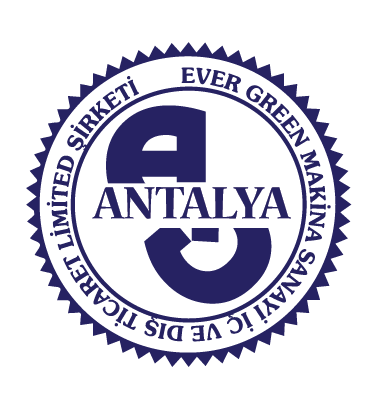 EVER GREEN MAKİNA SANAYİ İÇ VE DIŞ TİCARET LİMİTED ŞİRKETİ
ANTALYA